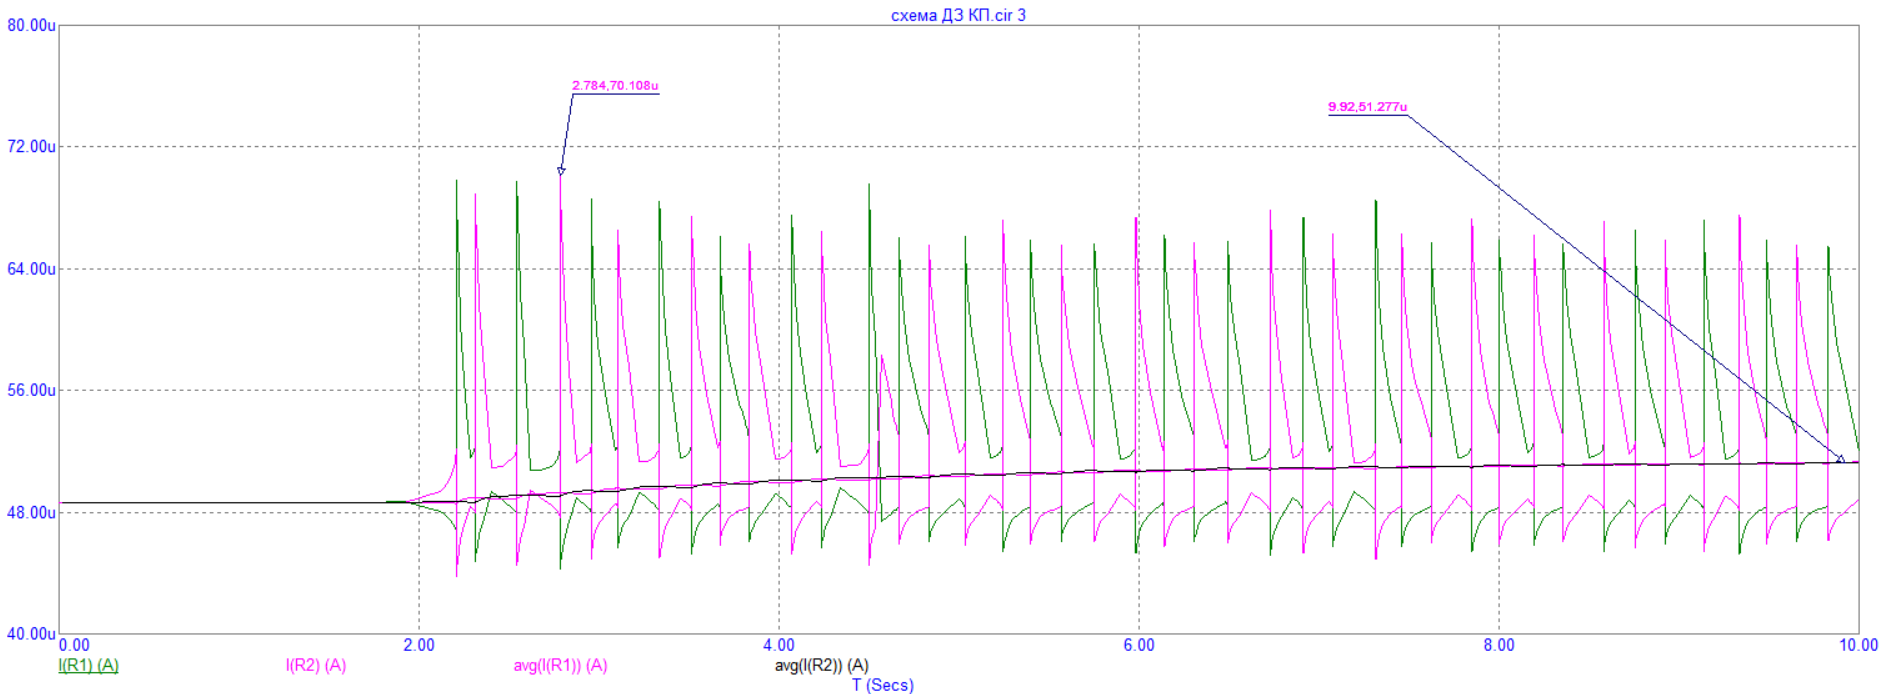 схема ДЗ КП.cir 3
80.00u
2.784,70.108u
9.92,51.277u
72.00u
64.00u
56.00u
48.00u
40.00u
0.00 2.00 4.00 6.00 8.00 10.00
I(R1) (A) I(R2) (A) avg(I(R1)) (A) avg(I(R2)) (A)
T (Secs)